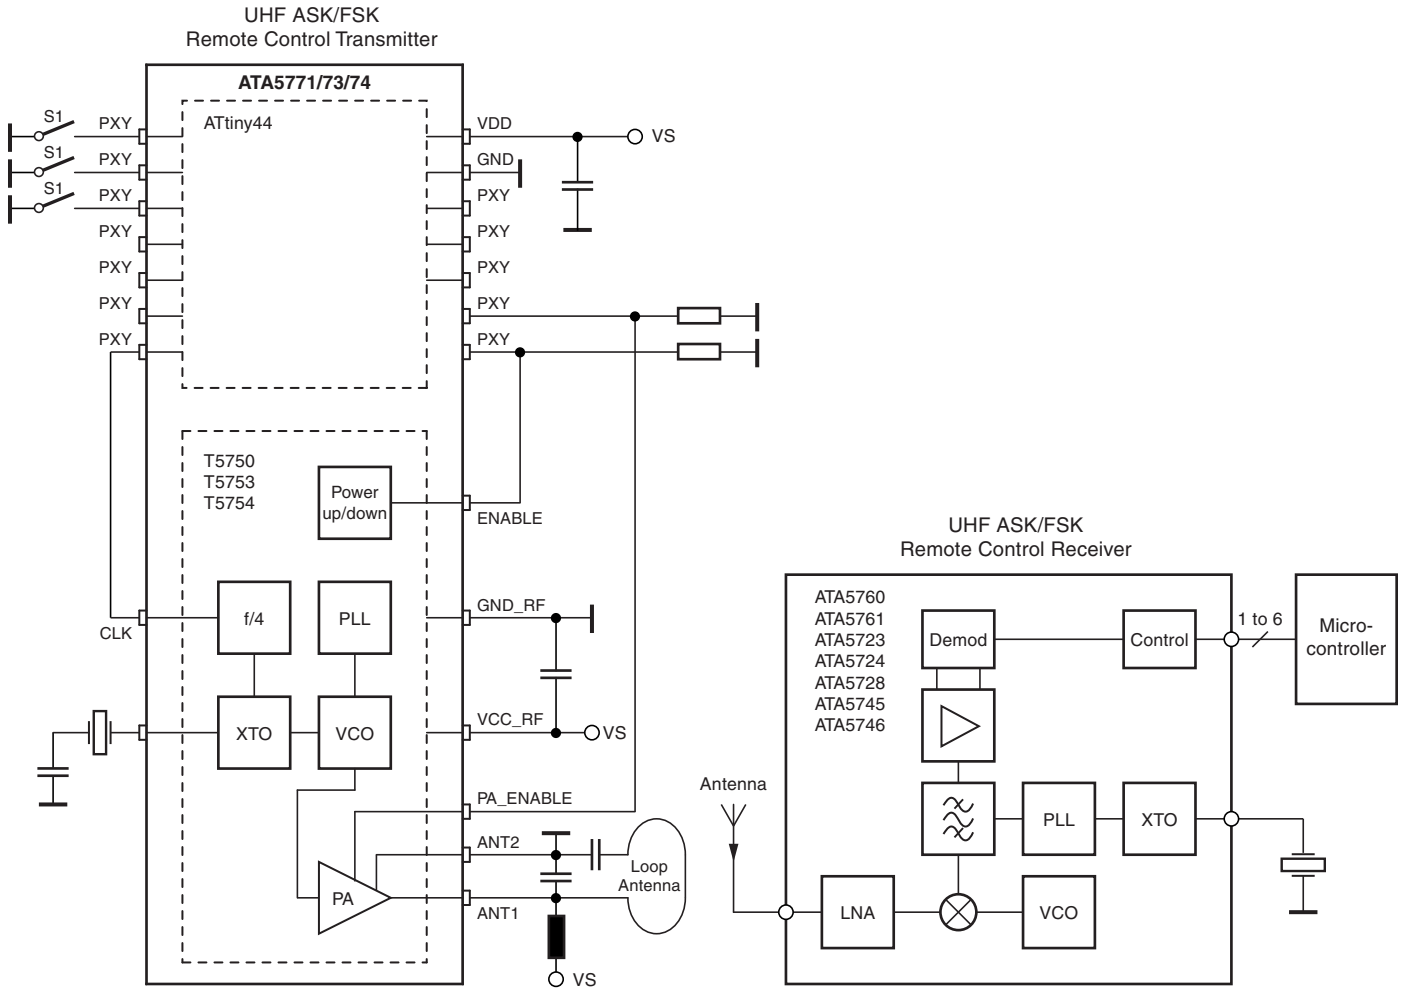 UHF ASK/FSK
Remote Control Transmitter
ATA5771/73/74
ATtiny44
S1
PXY
S1
PXY
S1
PXY
PXY
PXY
PXY
PXY
VDD
VS
GND
PXY
PXY
PXY
PXY
PXY
T5750
T5753
T5754
Power
up/down
ENABLE
f/4
PLL
CLK
GND_RF
XTO
VCO
VCC_RF
VS
PA_ENABLE
ANT2
PA
ANT1
Loop
Antenna
VS
UHF ASK/FSK
Remote Control Receiver
ATA5760
ATA5761
ATA5723
ATA5724
ATA5728
ATA5745
ATA5746
Demod
Control
1 to 6
Micro-
controller
Antenna
PLL
XTO
LNA
VCO